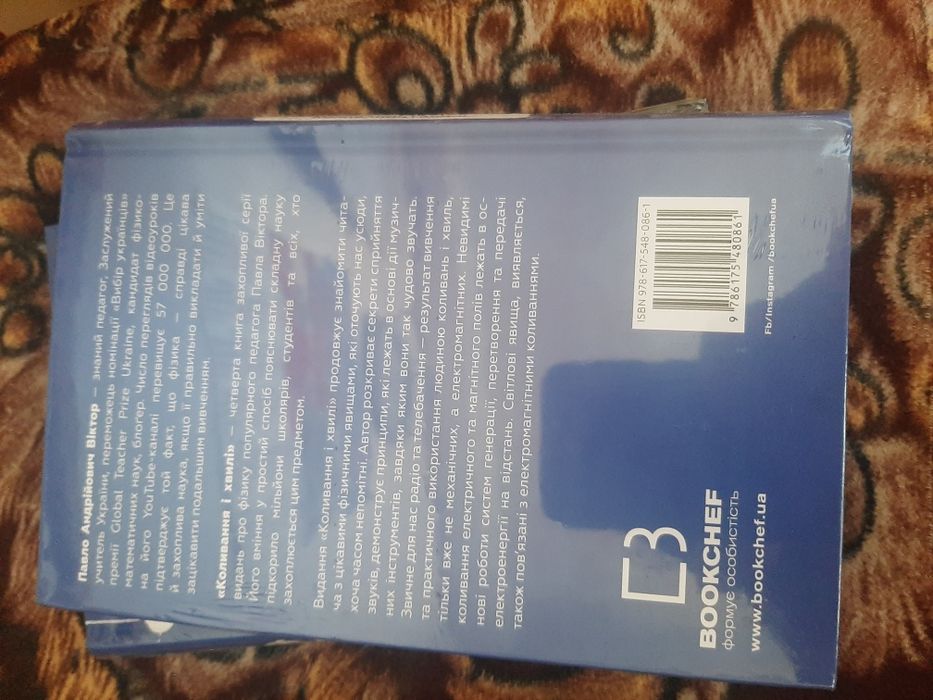 Павло Андрійович Віктор — знаний педагог, Заслужений
учитель України, переможець номінації «Вибір українців»
премії Global Teacher Prize Ukraine, кандидат фізико-
математичних наук, блогер. Число переглядів відеоуроків
на його YouTube-каналі перевищує 57 000 000. Це
підтверджує той факт, що фізика — справді цікава
й захоплива наука, якщо її правильно викладати й уміти
зацікавити подальшим вивченням.
«Коливання і хвилі» — четверта книга захопливої серії
видань про фізику популярного педагога Павла Віктора.
Його вміння у простий спосіб пояснювати складну науку
підкорило мільйони школярів, студентів та всіх, хто
захоплюється цим предметом.
Видання «Коливання і хвилі» продовжує знайомити чита-
ча з цікавими фізичними явищами, які оточують нас усюди,
хоча часом непомітні. Автор розкриває секрети сприйняття
звуків, демонструє принципи, які лежать в основі дії музич-
них інструментів, завдяки яким вони так чудово звучать.
Звичне для нас радіо та телебачення — результат вивчення
та практичного використання людиною коливань і хвиль,
тільки вже не механічних, а електромагнітних. Невидимі
коливання електричного та магнітного полів лежать в ос-
нові роботи систем генерації, перетворення та передачі
електроенергії на відстань. Світлові явища, виявляється,
також пов'язані з електромагнітними коливаннями.
BOOKCHEF
формує особистість
www.bookchef.ua
ISBN 978-617-548-086-1
9 786175 480861
Fb/Instagram /bookchefua